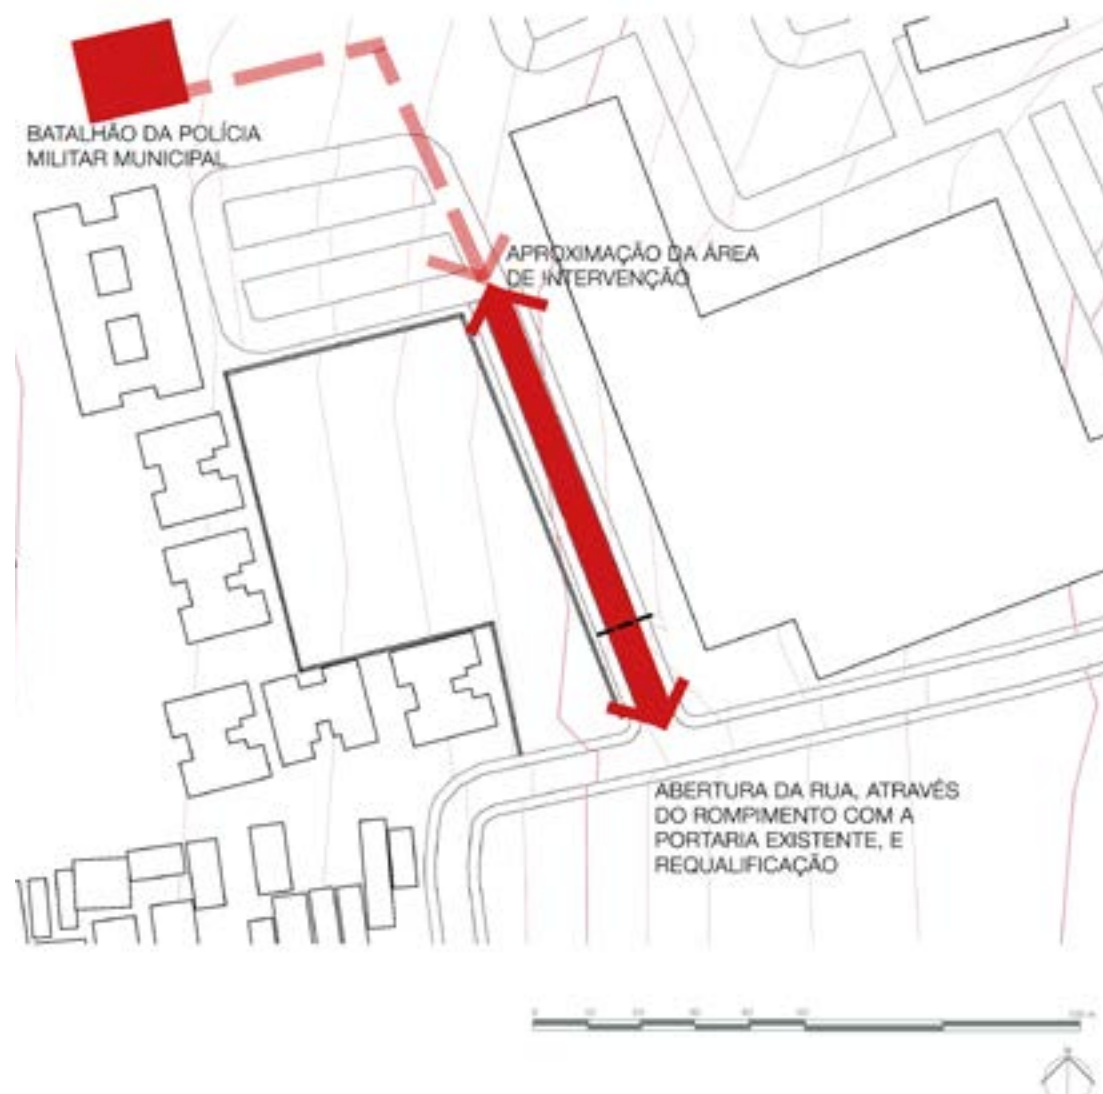 BATALHÃO DA POLÍCIA
MILITAR MUNICIPAL
APROXIMAÇÃO DA ÁREA
DE INTERVENÇÃO
ABERTURA DA RUA, ATRAVÉS
DO ROMPIMENTO COM A
PORTARIA EXISTENTE, E
REQUALIFICAÇÃO